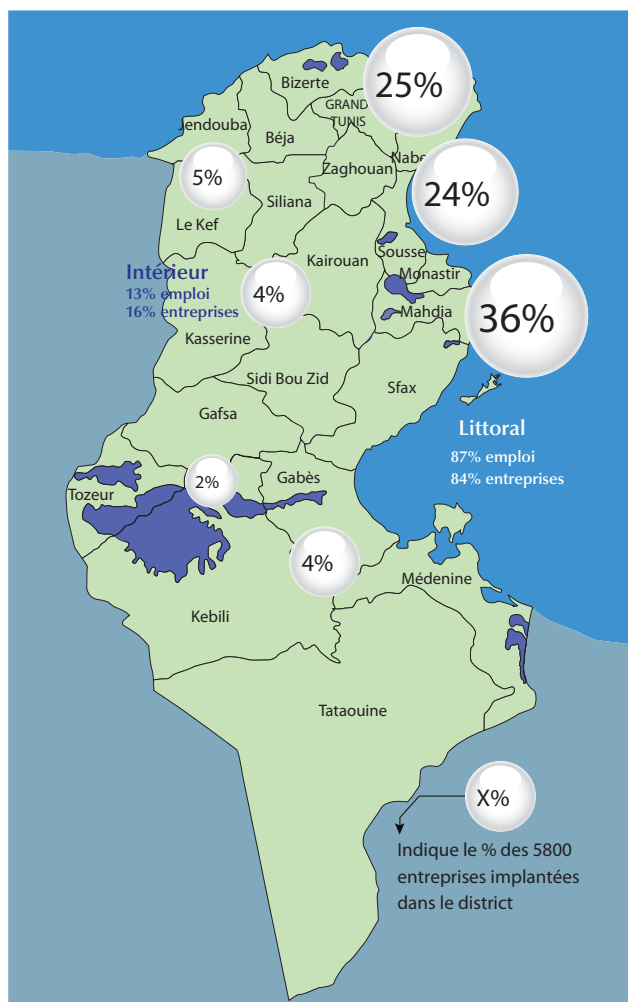 Bizerte
25%
GRAND
TUNIS
Jendouba
Béja
Nabe
Zaghouan
5%
Siliana
24%
Le Kef
Sousse
Kairouan
Monastir
Intérieur
13% emploi
16% entreprises
4%
Mahdia
36%
Kasserine
Sidi Bou Zid
Sfax
Gafsa
Littoral
87% emploi
84% entreprises
Tozeur
2%
Gabès
4%
Médenine
Kebili
Tataouine
X%
Indique le % des 5800
entreprises implantées
dans le district